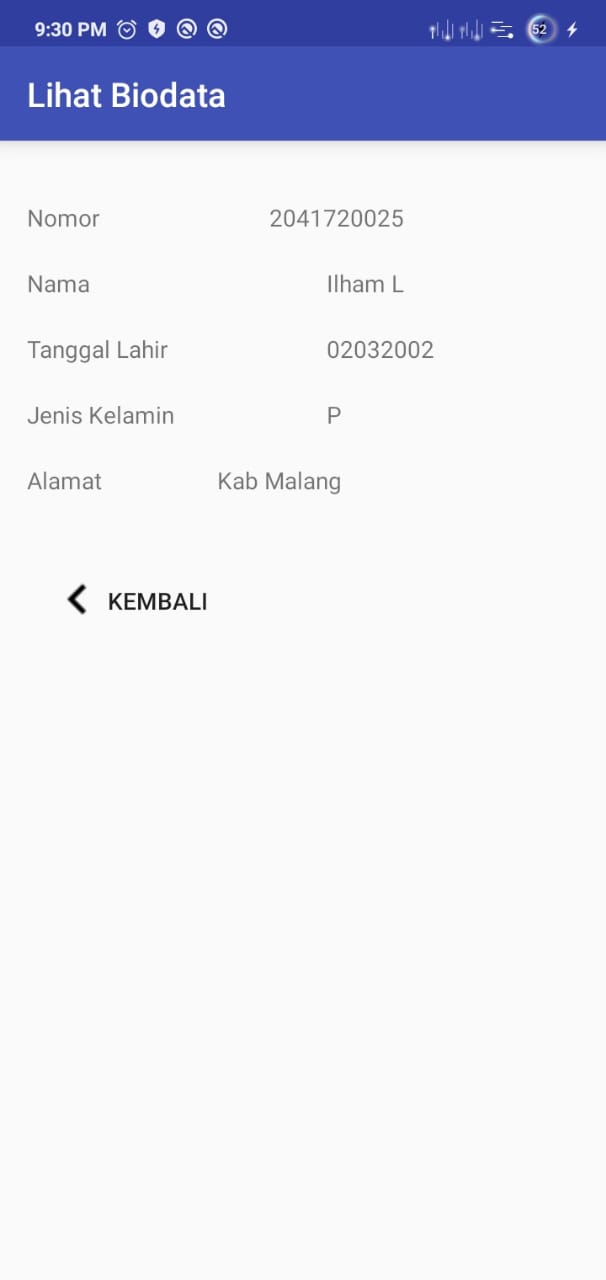 9:30 PM 52
Lihat Biodata
Nomor 2041720025
Nama Ilham L
Tanggal Lahir 02032002
Jenis Kelamin P
Alamat Kab Malang
KEMBALI